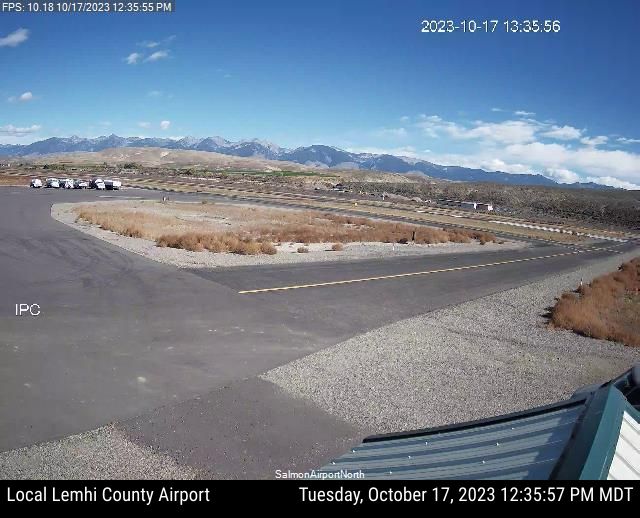 FPS: 10.18 10/17/2023 12:35:55 PM
2023-10-17 13:35:56
IPC
SalmonAirportNorth
Local Lemhi County Airport
Tuesday, October 17, 2023 12:35:57 PM MDT